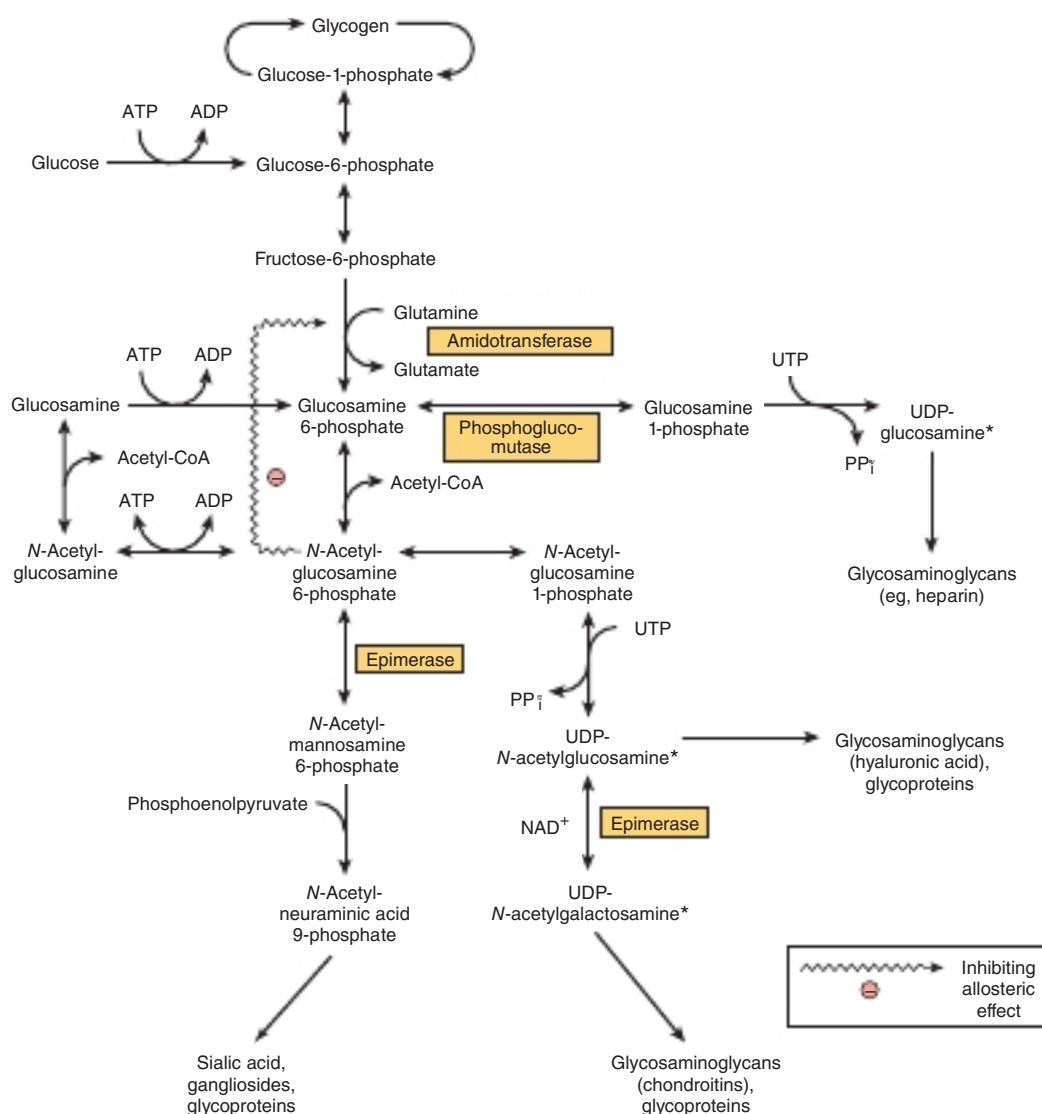 Glycogen
Glucose-1-phosphate
ATP
ADP
Glucose
Glucose-6-phosphate
Fructose-6-phosphate
Glutamine
Amidotransferase
Glutamate
ATP
ADP
UTP
Glucosamine
Glucosamine
6-phosphate
Phosphogluco-
mutase
Glucosamine
1-phosphate
UDP-
glucosamine*
PPi
Acetyl-CoA
Acetyl-CoA
−
ATP
ADP
N-Acetyl-
glucosamine
N-Acetyl-
glucosamine
6-phosphate
N-Acetyl-
glucosamine
1-phosphate
Glycosaminoglycans
(eg, heparin)
UTP
Epimerase
PPi
N-Acetyl-
mannosamine
6-phosphate
UDP-
N-acetylglucosamine*
Glycosaminoglycans
(hyaluronic acid),
glycoproteins
Phosphoenolpyruvate
NAD+
Epimerase
N-Acetyl-
neuraminic acid
9-phosphate
UDP-
N-acetylgalactosamine*
−
Inhibiting
allosteric
effect
Sialic acid,
gangliosides,
glycoproteins
Glycosaminoglycans
(chondroitins),
glycoproteins